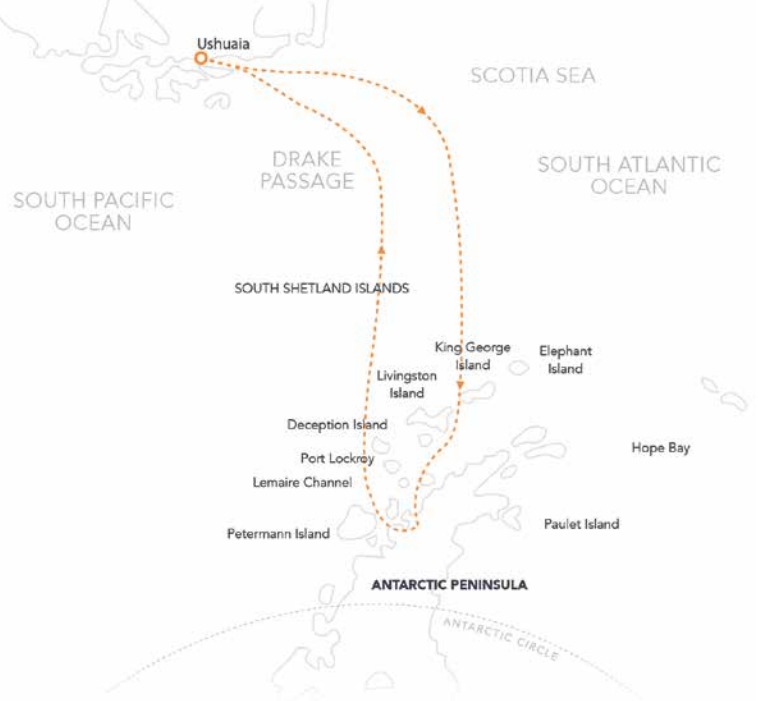 Ushuaia
SCOTIA SEA
DRAKE
PASSAGE
SOUTH ATLANTIC
OCEAN
SOUTH PACIFIC
OCEAN
SOUTH SHETLAND ISLANDS
King George
Island
Elephant
Island
Livingston
Island
Deception Island
Hope Bay
Port Lockroy
Lemaire Channel
Paulet Island
Petermann Island
ANTARCTIC PENINSULA
ANTARCTIC CIRCLE